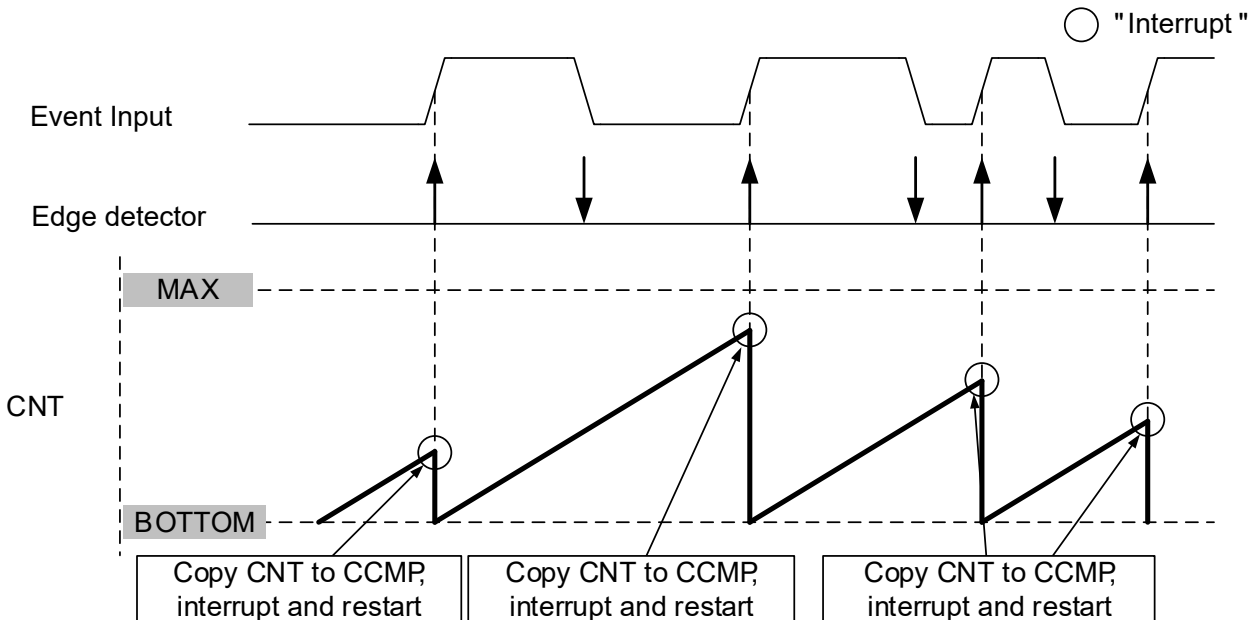 "Interrupt "
Event Input
Edge detector
MAX
CNT
BOTTOM
Copy CNT to CCMP,
interrupt and restart
Copy CNT to CCMP,
interrupt and restart
Copy CNT to CCMP,
interrupt and restart